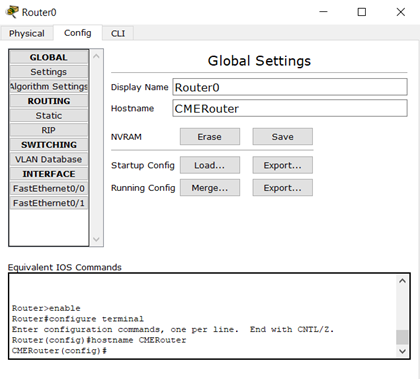 Router0
Physical
Config
CLI
GLOBAL
Settings
Algorithm Settings
ROUTING
Static
RIP
SWITCHING
VLAN Database
INTERFACE
FastEthernet0/0
FastEthernet0/1
Global Settings
Display Name
Router0
Hostname
CMERouter
NVRAM
Erase
Save
Startup Config
Load...
Export...
Running Config
Merge...
Export...
Equivalent IOS Commands
Router>enable
Router#configure terminal
Enter configuration commands, one per line.  End with CNTL/Z.
Router(config)#hostname CMERouter
CMERouter(config)#